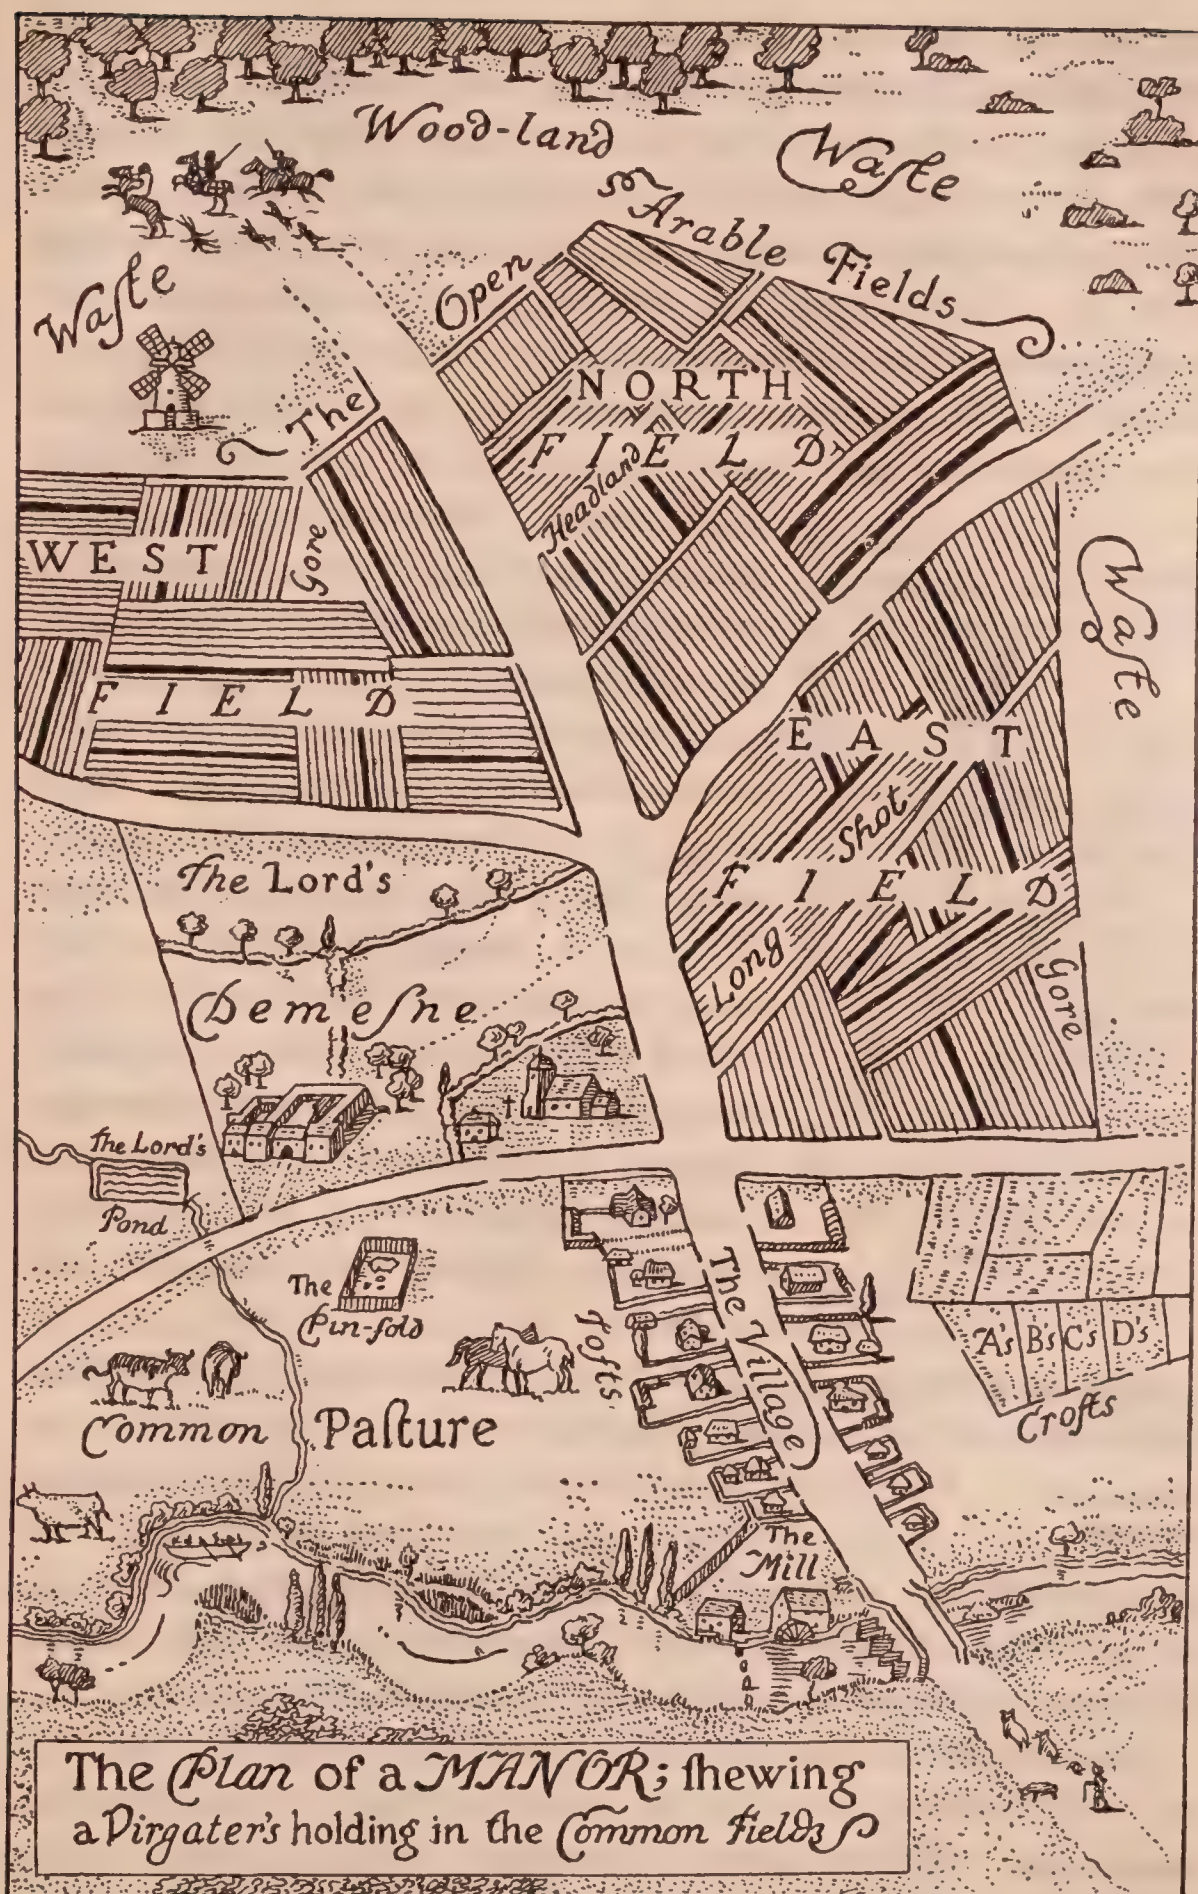 Wood-land
Waſte
Open Arable Fields
Waſte
The
NORTH
FIELD
Headland
WEST
FIELD
Gore
Waſte
EAST
FIELD
Long Shot
Gore
The Lord's
Demeſne
The Lord's
Pond
The
Pin-fold
Tofts
The Village
A's B's C's D's
Crofts
Common Paſture
The
Mill
The Plan of a MANOR; ſhewing
a Virgater's holding in the Common Fields